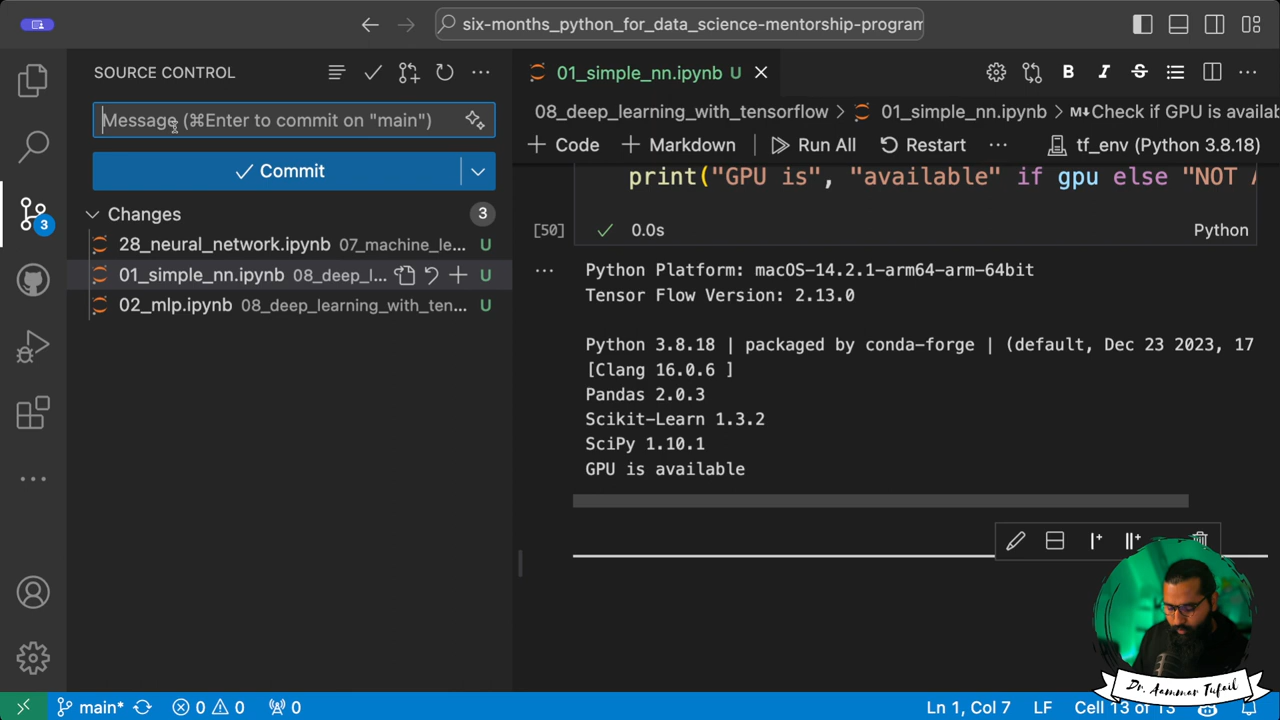 six-months_python_for_data_science-mentorship-program
SOURCE CONTROL
Message (⌘Enter to commit on "main")
Commit
Changes
3
28_neural_network.ipynb 07_machine_le... U
01_simple_nn.ipynb 08_deep_l... U
02_mlp.ipynb 08_deep_learning_with_ten... U
3
01_simple_nn.ipynb U
B I S
08_deep_learning_with_tensorflow > 01_simple_nn.ipynb > M↓Check if GPU is availa
+ Code + Markdown Run All Restart ... tf_env (Python 3.8.18)
print("GPU is", "available" if gpu else "NOT
[50] 0.0s Python
Python Platform: macOS-14.2.1-arm64-arm-64bit
Tensor Flow Version: 2.13.0
Python 3.8.18 | packaged by conda-forge | (default, Dec 23 2023, 17
[Clang 16.0.6 ]
Pandas 2.0.3
Scikit-Learn 1.3.2
SciPy 1.10.1
GPU is available
Dr. Aammar Tufail
main* 0 0 0 Ln 1, Col 7 LF Cell 13 of 13